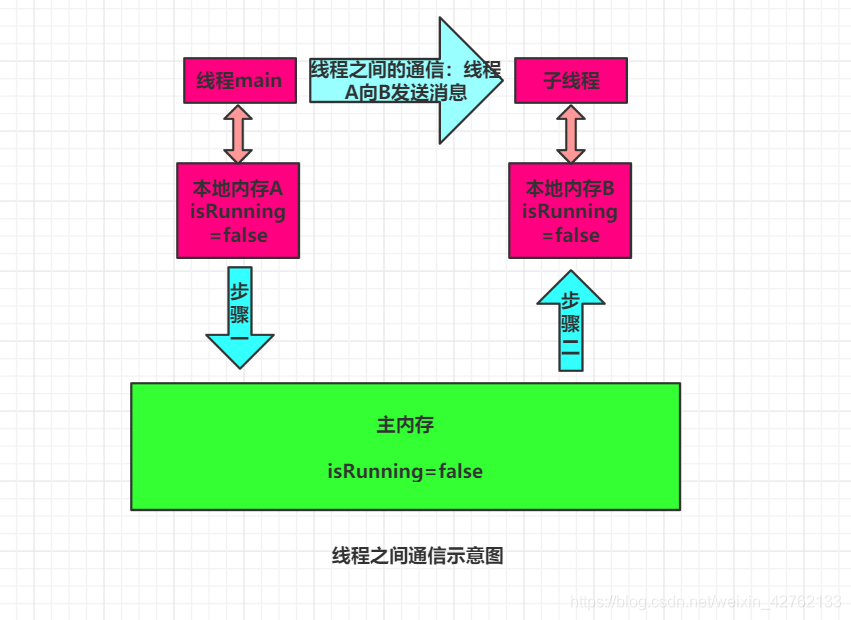 线程main
线程之间的通信：线程
A向B发送消息
子线程
本地内存A
isRunning
=false
本地内存B
isRunning
=false
步
骤
一
步
骤
二
主内存
isRunning=false
线程之间通信示意图
https://blog.csdn.net/weixin_42762133